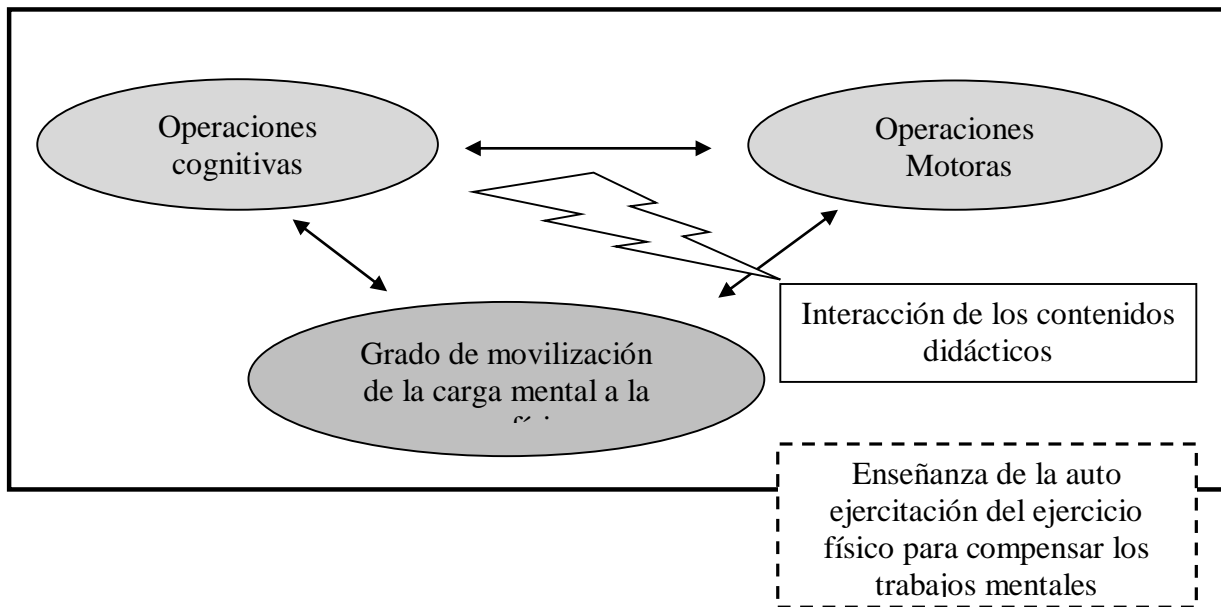 Operaciones
cognitivas
Operaciones
Motoras
Interacción de los contenidos
didácticos
Grado de movilización
de la carga mental a la
Enseñanza de la auto
ejercitación del ejercicio
físico para compensar los
trabajos mentales